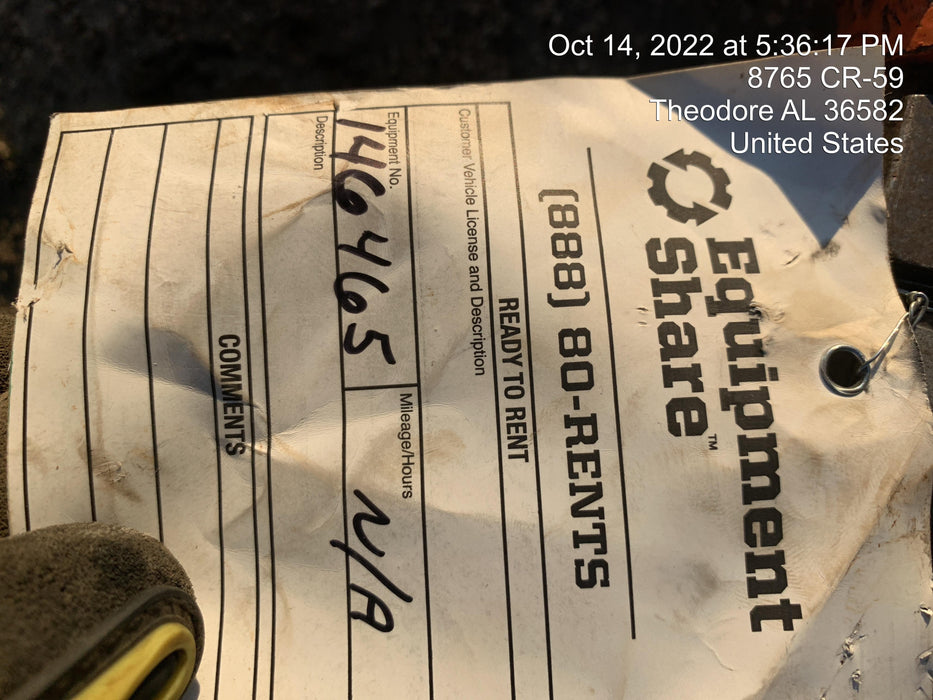 Oct 14, 2022 at 5:36:17 PM
8765 CR-59
Theodore AL 36582
United States
Equipment
Share™
(888) 80-RENTS
READY TO RENT
Customer Vehicle License and Description
Equipment No.
146465
Mileage/Hours
N/A
Description
COMMENTS